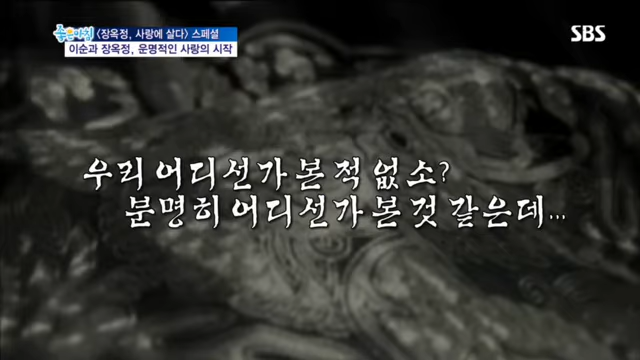 좋은아침
<장옥정, 사랑에 살다> 스페셜
이순과 장옥정, 운명적인 사랑의 시작
SBS
우리 어디선가 본 적 없소?
분명히 어디선가 본 것 같은데...